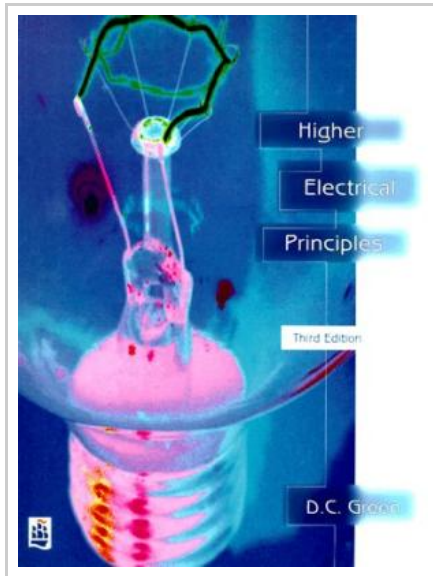 Higher
Electrical
Principles
Third Edition
D.C. Green